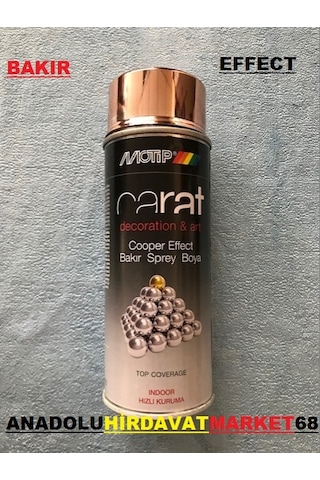 BAKIR
EFFECT
MOTIP
carat
decoration & art
Cooper Effect
Bakır Sprey Boya
TOP COVERAGE
INDOOR
HIZLI KURUMA
ANADOLUHİRDAVATMARKET68